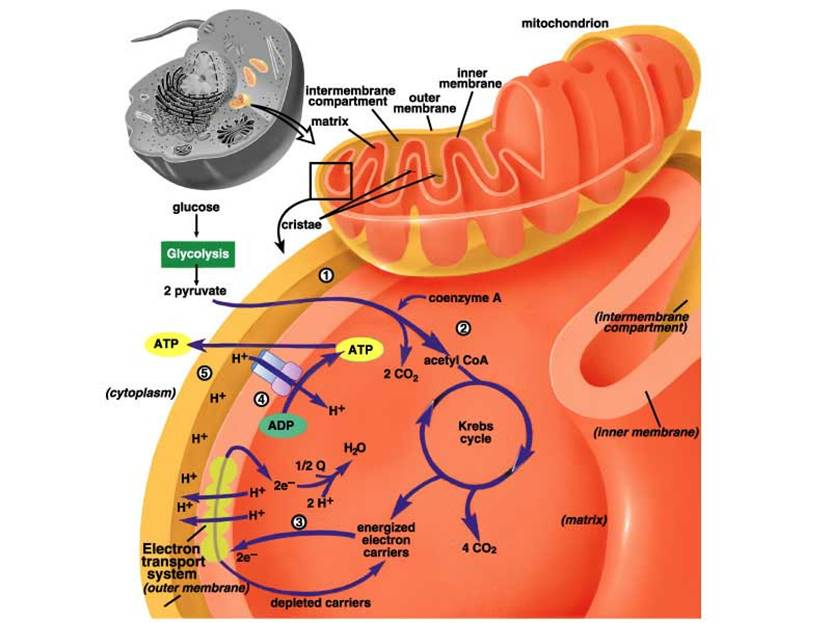 mitochondrion
inner
membrane
intermembrane
compartment
outer
membrane
matrix
cristae
glucose
Glycolysis
2 pyruvate
1
coenzyme A
2
acetyl CoA
2 CO2
(intermembrane
compartment)
ATP
ATP
H+
5
(cytoplasm)
H+
4
H+
ADP
Krebs
cycle
(inner membrane)
H+
H2O
1/2 O
2e−
2 H+
H+
H+
H+
H+
3
energized
electron
carriers
(matrix)
4 CO2
Electron
transport
system
(outer membrane)
2e−
depleted carriers